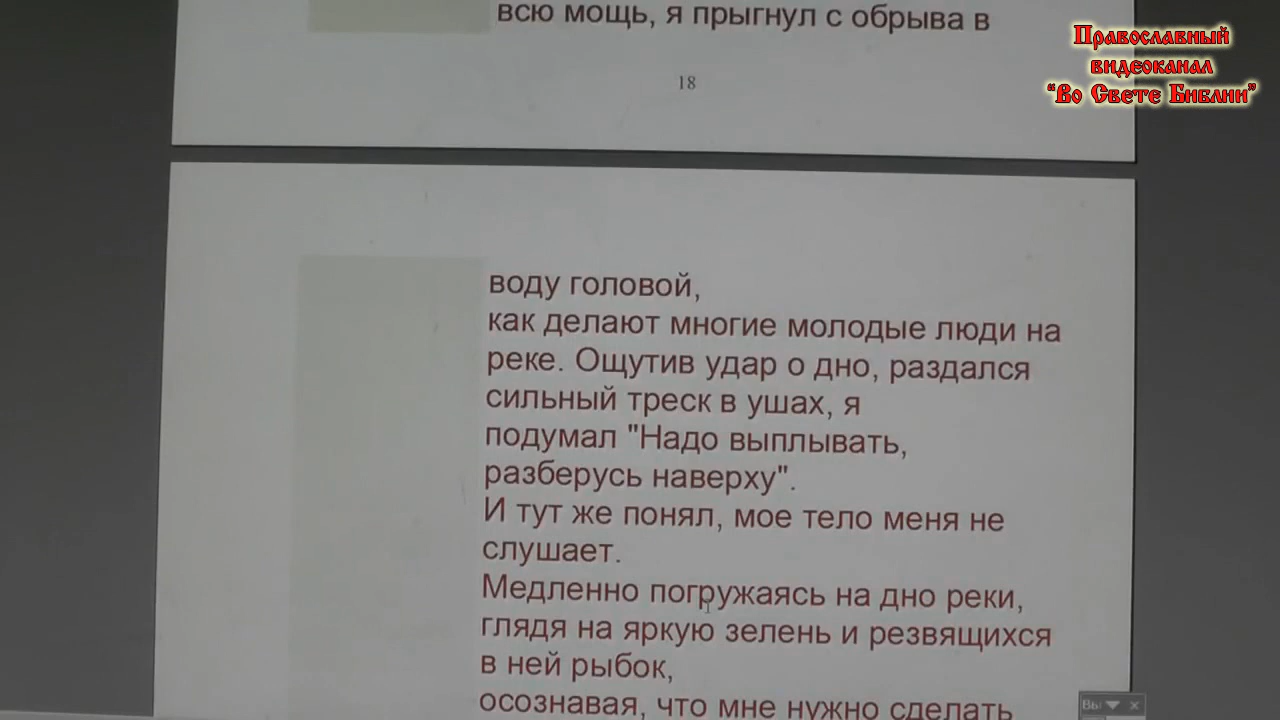 всю мощь, я прыгнул с обрыва в
18
Православный
видеоканал
“Во Свете Библии”
воду головой,
как делают многие молодые люди на
реке. Ощутив удар о дно, раздался
сильный треск в ушах, я
подумал "Надо выплывать,
разберусь наверху".
И тут же понял, мое тело меня не
слушает.
Медленно погружаясь на дно реки,
глядя на яркую зелень и резвящихся
в ней рыбок,
осознавая, что мне нужно сделать